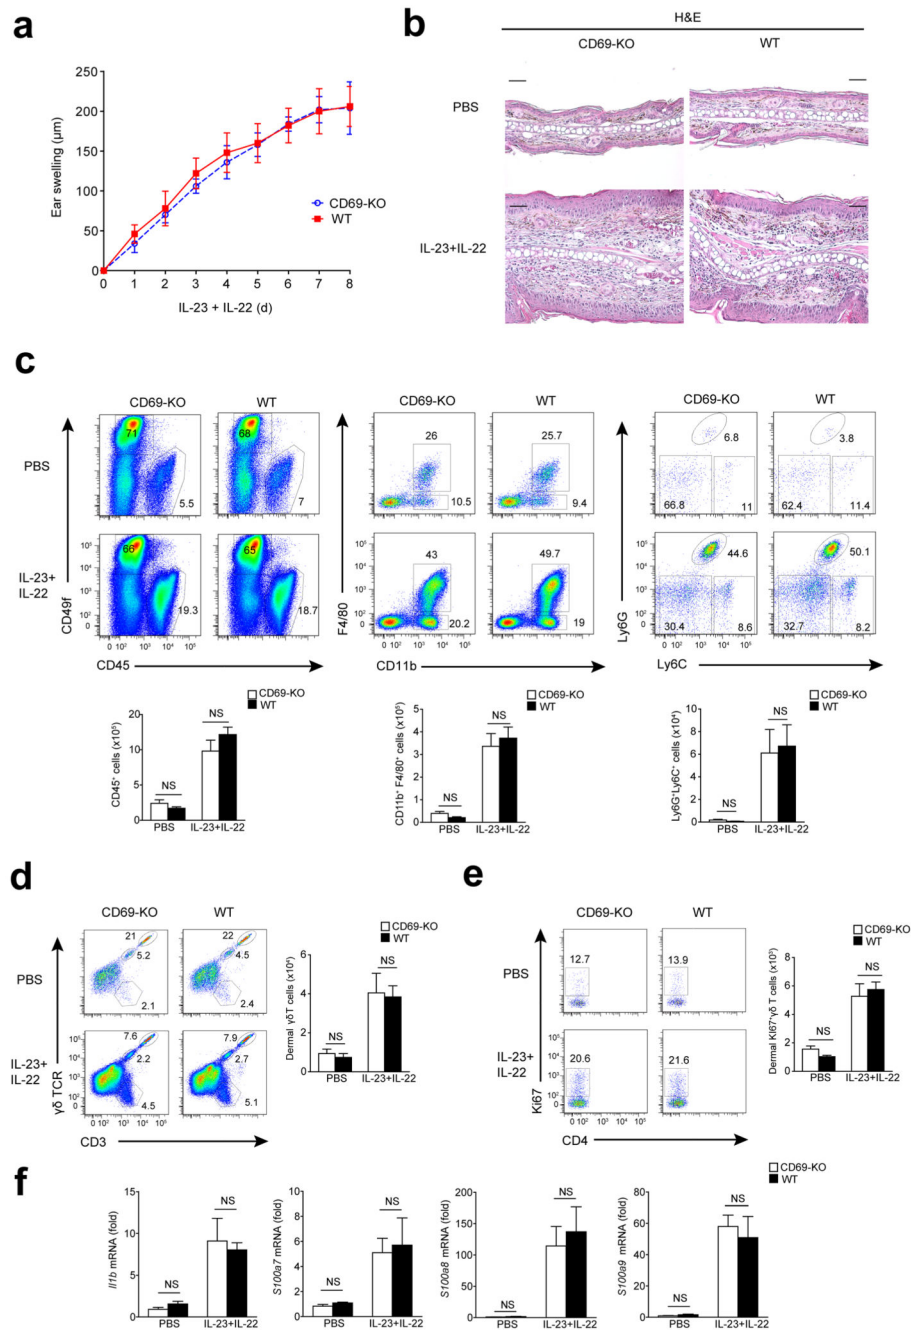 a
250
200
150
100
50
0
Ear swelling (µm)
CD69-KO
WT
0 1 2 3 4 5 6 7 8
IL-23 + IL-22 (d)
b
H&E
CD69-KO WT
PBS
IL-23+IL-22
c
CD69-KO WT
PBS
71 68
5.5 7
IL-23+
IL-22
66 65
19.3 18.7
CD49f
CD45
CD69-KO WT
26 25.7
10.5 9.4
43 49.7
20.2 19
F4/80
CD11b
CD69-KO WT
6.8 3.8
66.8 11 62.4 11.4
44.6 50.1
30.4 8.6 32.7 8.2
Ly6G
Ly6C
CD69-KO
WT
CD45⁺ cells (x10⁵)
NS NS
PBS IL-23+IL-22
CD69-KO
WT
CD11b⁺ F4/80⁺ cells (x10⁵)
NS NS
PBS IL-23+IL-22
CD69-KO
WT
Ly6G⁺Ly6C⁺ cells (x10⁴)
NS NS
PBS IL-23+IL-22
d
CD69-KO WT
PBS
21 22
5.2 4.5
2.1 2.4
IL-23+
IL-22
7.6 7.9
2.2 2.7
4.5 5.1
γδ TCR
CD3
CD69-KO
WT
Dermal γδT cells (x10⁴)
NS NS
PBS IL-23+IL-22
e
CD69-KO WT
PBS
12.7 13.9
IL-23+
IL-22
20.6 21.6
Ki67
CD4
CD69-KO
WT
NS NS
PBS IL-23+IL-22
f
CD69-KO
WT
Il1b mRNA (fold)
NS NS
PBS IL-23+IL-22
S100a7 mRNA (fold)
NS NS
PBS IL-23+IL-22
S100a8 mRNA (fold)
NS NS
PBS IL-23+IL-22
S100a9 mRNA (fold)
NS NS
PBS IL-23+IL-22